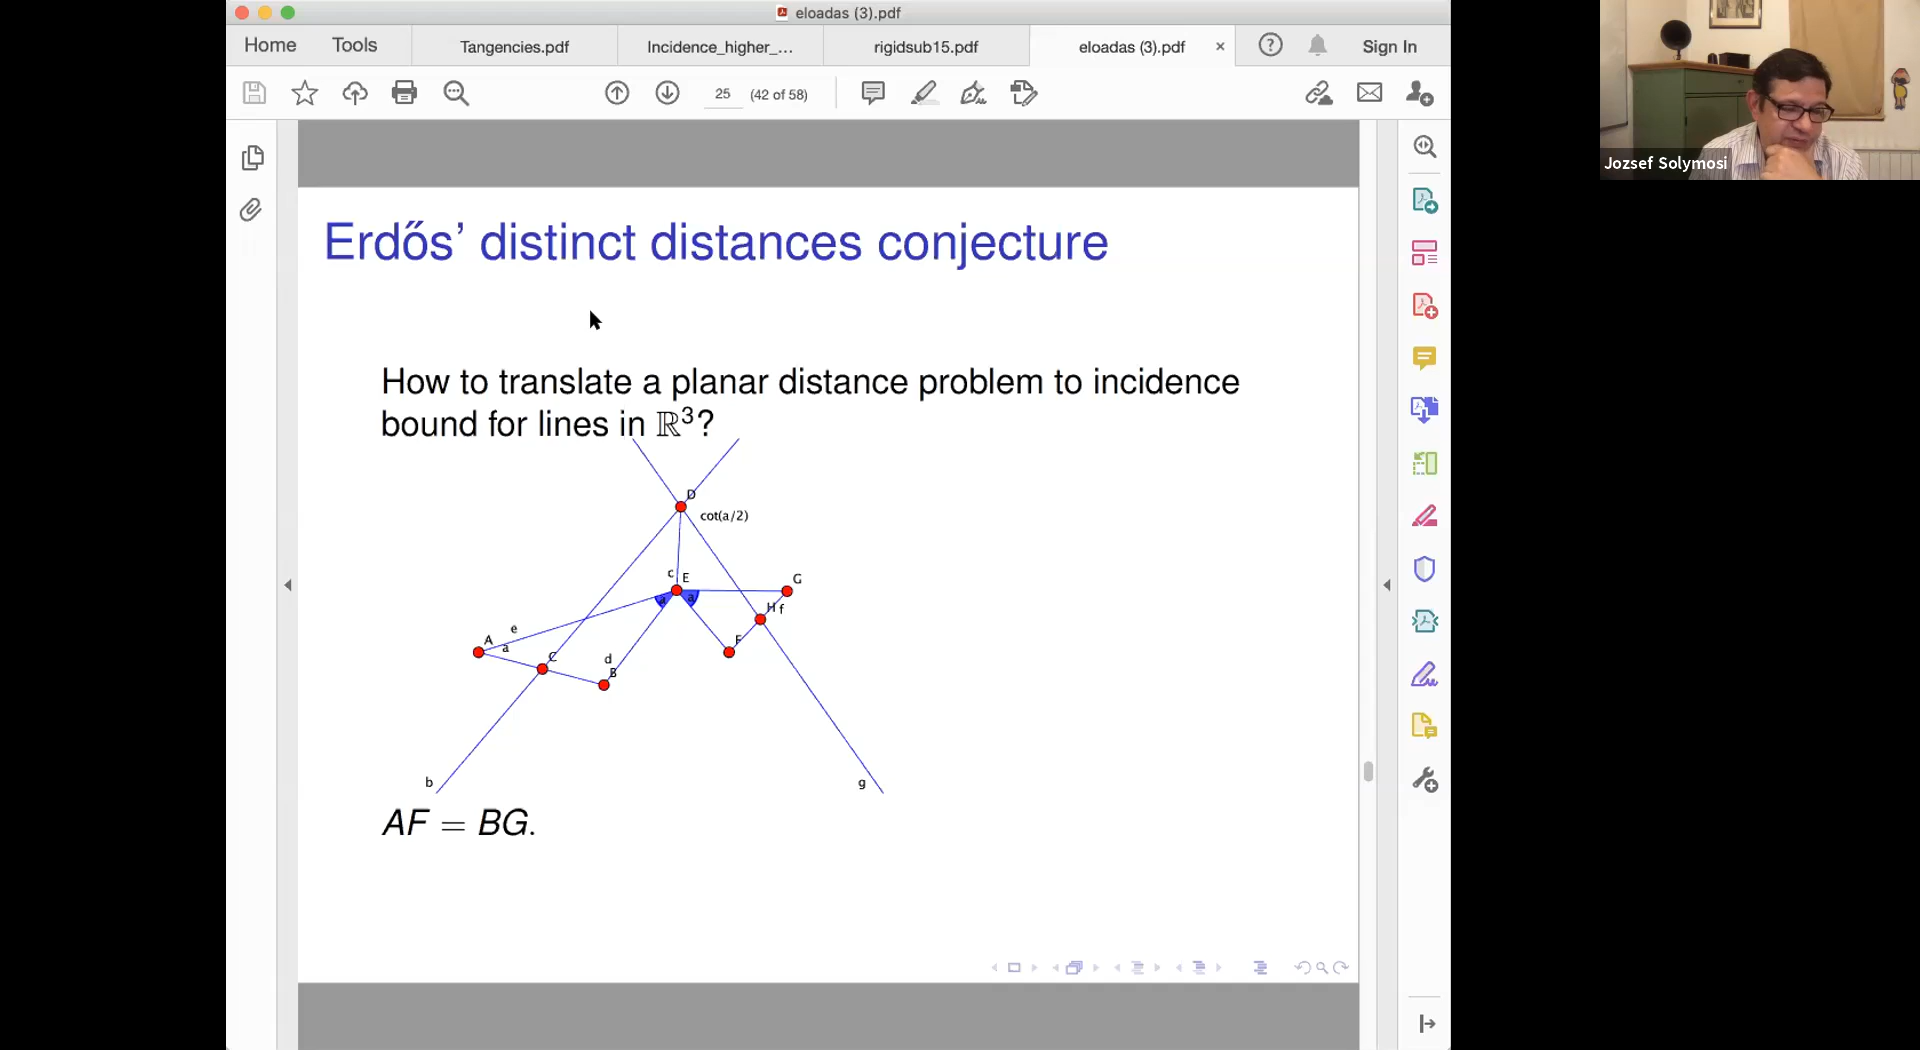 eloadas (3).pdf
Home
Tools
Tangencies.pdf
Incidence_higher_...
rigidsub15.pdf
eloadas (3).pdf
×
?
Sign In
25
(42 of 58)
Jozsef Solymosi
Erdős’ distinct distances conjecture
How to translate a planar distance problem to incidence
bound for lines in ℝ³?
D
cot(a/2)
c E
G
a
a
H f
e
A
a
F
C
d
B
b
g
AF = BG.